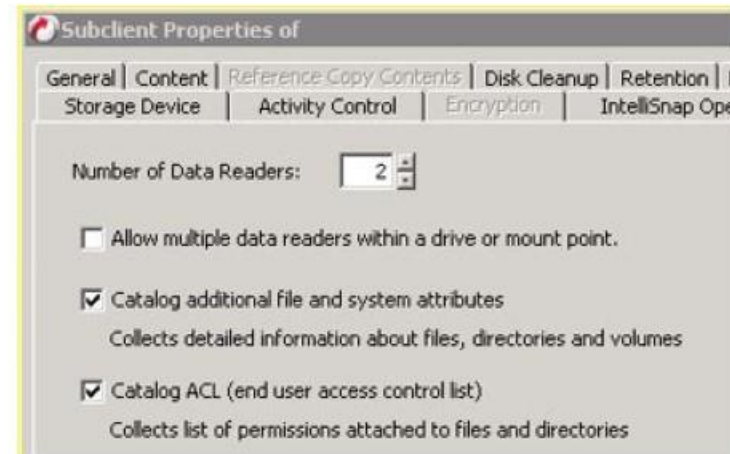 Subclient Properties of
General Content Reference Copy Contents Disk Cleanup Retention
Storage Device Activity Control Encryption IntelliSnap Ope
Number of Data Readers: 2
Allow multiple data readers within a drive or mount point.
Catalog additional file and system attributes
Collects detailed information about files, directories and volumes
Catalog ACL (end user access control list)
Collects list of permissions attached to files and directories